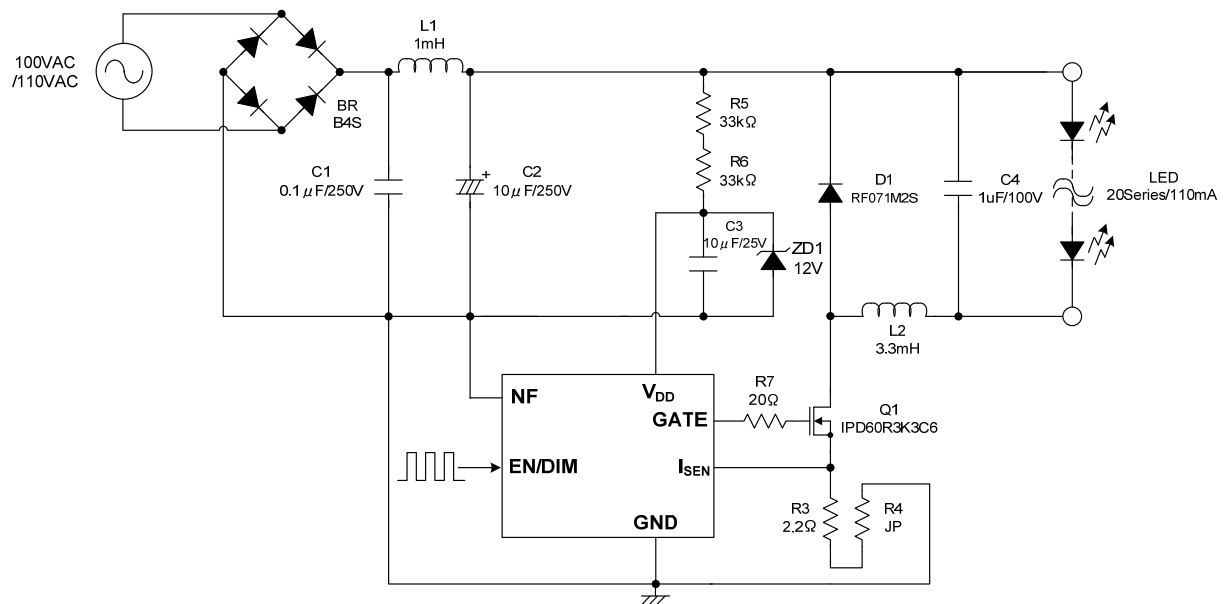 L1
1mH
100VAC
/110VAC
BR
B4S
C1
0.1μF/250V
C2
10μF/250V
+
R5
33kΩ
R6
33kΩ
C3
10μF/25V
ZD1
12V
D1
RF071M2S
C4
1uF/100V
LED
20Series/110mA
L2
3.3mH
NF
VDD
GATE
EN/DIM
ISEN
GND
R7
20Ω
Q1
IPD60R3K3C6
R3
2.2Ω
R4
JP